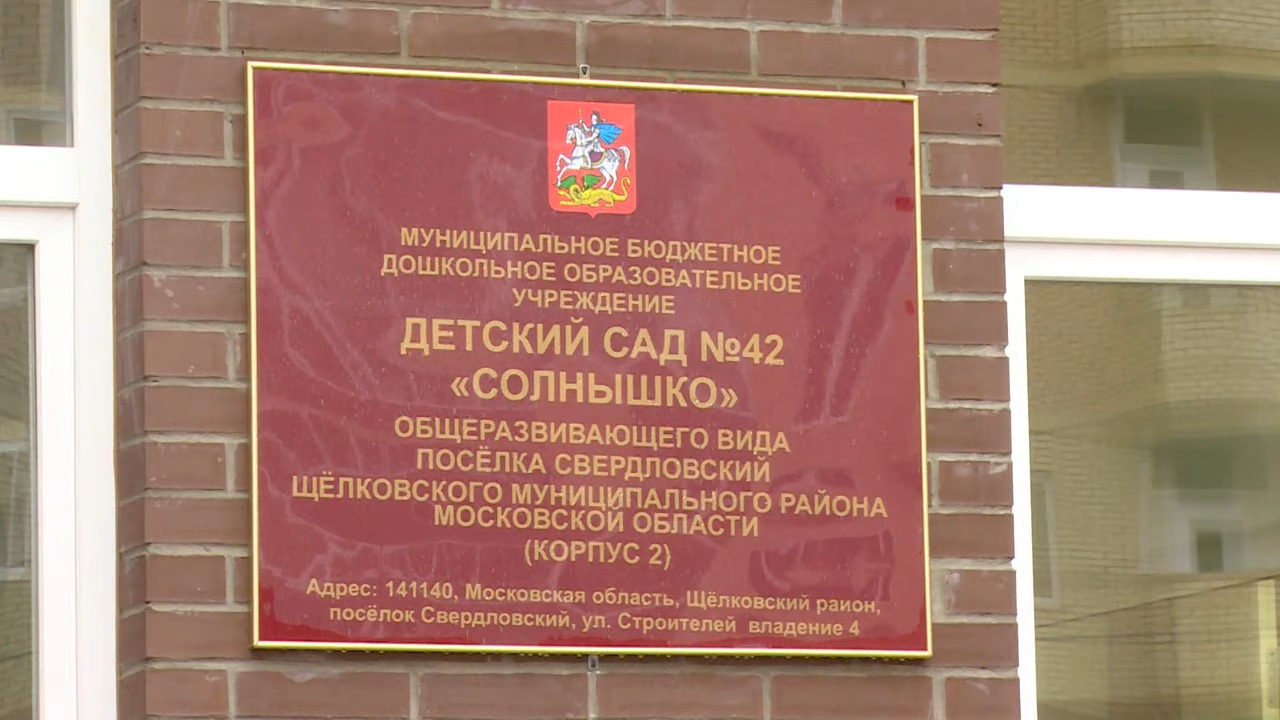 МУНИЦИПАЛЬНОЕ БЮДЖЕТНОЕ
ДОШКОЛЬНОЕ ОБРАЗОВАТЕЛЬНОЕ
УЧРЕЖДЕНИЕ
ДЕТСКИЙ САД №42
«СОЛНЫШКО»
ОБЩЕРАЗВИВАЮЩЕГО ВИДА
ПОСЁЛКА СВЕРДЛОВСКИЙ
ЩЁЛКОВСКОГО МУНИЦИПАЛЬНОГО РАЙОНА
МОСКОВСКОЙ ОБЛАСТИ
(КОРПУС 2)
Адрес: 141140, Московская область, Щёлковский район,
посёлок Свердловский, ул. Строителей владение 4